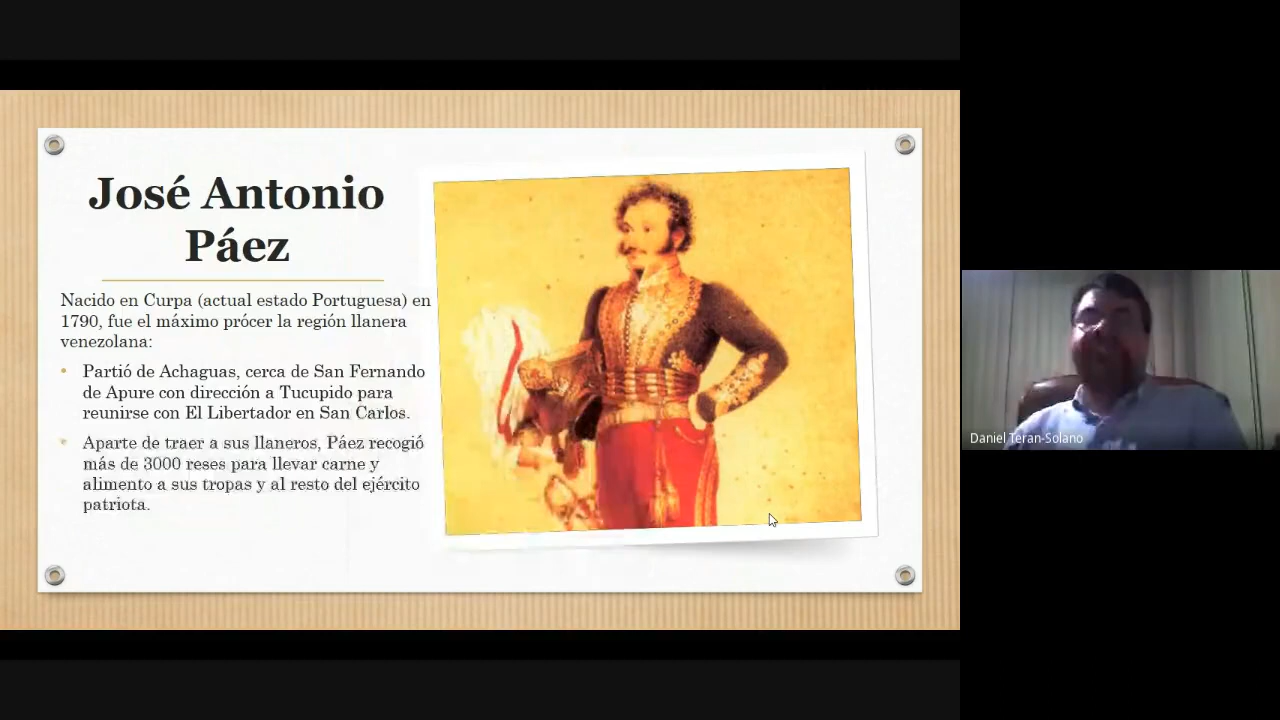 José Antonio
Páez
Nacido en Curpa (actual estado Portuguesa) en
1790, fue el máximo prócer la región llanera
venezolana:
• Partió de Achaguas, cerca de San Fernando
de Apure con dirección a Tucupido para
reunirse con El Libertador en San Carlos.
• Aparte de traer a sus llaneros, Páez recogió
más de 3000 reses para llevar carne y
alimento a sus tropas y al resto del ejército
patriota.
Daniel Teran-Solano